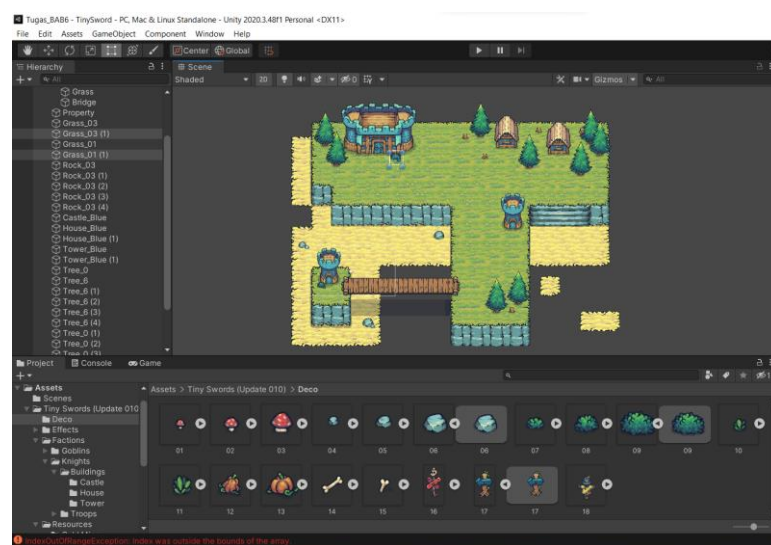 Tugas_BAB6 - TinySword - PC, Mac & Linux Standalone - Unity 2020.3.48f1 Personal <DX11>
File Edit Assets GameObject Component Window Help
Center Global
Hierarchy
All
Grass
Bridge
Property
Grass_03
Grass_03 (1)
Grass_01
Grass_01 (1)
Rock_03
Rock_03 (1)
Rock_03 (2)
Rock_03 (3)
Rock_03 (4)
Castle_Blue
House_Blue
House_Blue (1)
Tower_Blue
Tower_Blue (1)
Tree_0
Tree_6
Tree_6 (1)
Tree_6 (2)
Tree_6 (3)
Tree_6 (4)
Tree_0 (1)
Tree_0 (2)
Tree_0 (3)
Scene
Shaded 2D 0 Gizmos All
Project Console Game
Assets
Scenes
Tiny Swords (Update 010)
Deco
Effects
Factions
Goblins
Knights
Buildings
Castle
House
Tower
Troops
Resources
Assets > Tiny Swords (Update 010) > Deco
01 02 03 04 05 06 06 07 08 09 09 10
11 12 13 14 15 16 17 17 18
IndexOutOfRangeException: Index was outside the bounds of the array.